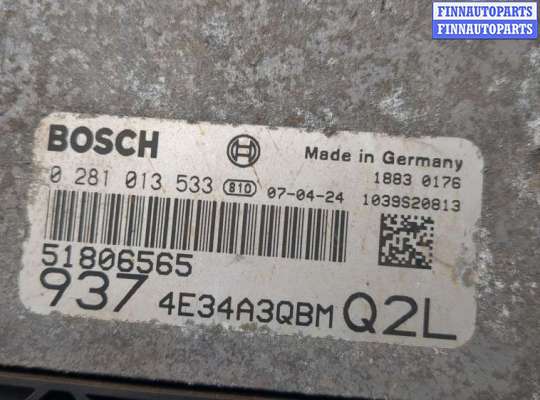 FINNAUTOPARTS
FINNAUTOPARTS
BOSCH
Made in Germany
0 281 013 533 810 07-04-24
1883 0176
1039S20813
51806565
937 4E34A3QBM Q2L